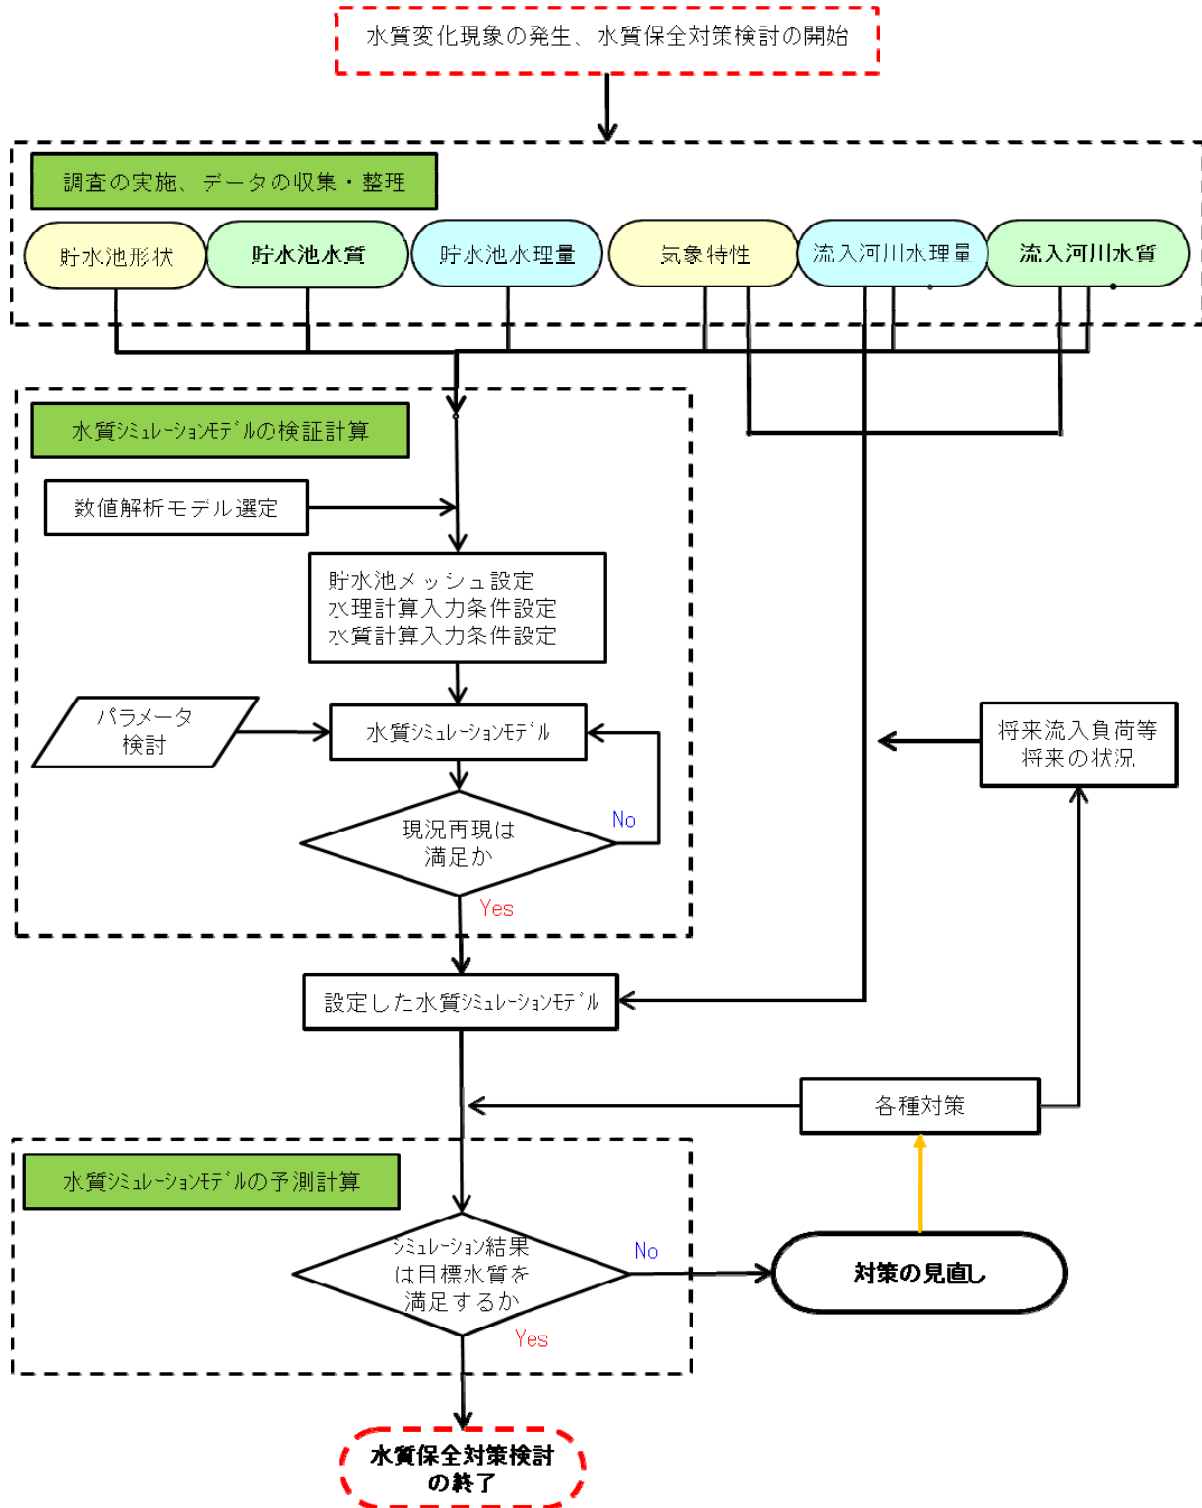 水質変化現象の発生、水質保全対策検討の開始
調査の実施、データの収集・整理
貯水池形状
貯水池水質
貯水池水理量
気象特性
流入河川水理量
流入河川水質
水質ｼﾐｭﾚｰｼｮﾝﾓﾃﾞﾙの検証計算
数値解析モデル選定
貯水池メッシュ設定
水理計算入力条件設定
水質計算入力条件設定
パラメータ
検討
水質ｼﾐｭﾚｰｼｮﾝﾓﾃﾞﾙ
将来流入負荷等
将来の状況
現況再現は
満足か
No
Yes
設定した水質ｼﾐｭﾚｰｼｮﾝﾓﾃﾞﾙ
各種対策
水質ｼﾐｭﾚｰｼｮﾝﾓﾃﾞﾙの予測計算
ｼﾐｭﾚｰｼｮﾝ結果
は目標水質を
満足するか
No
対策の見直し
Yes
水質保全対策検討
の終了